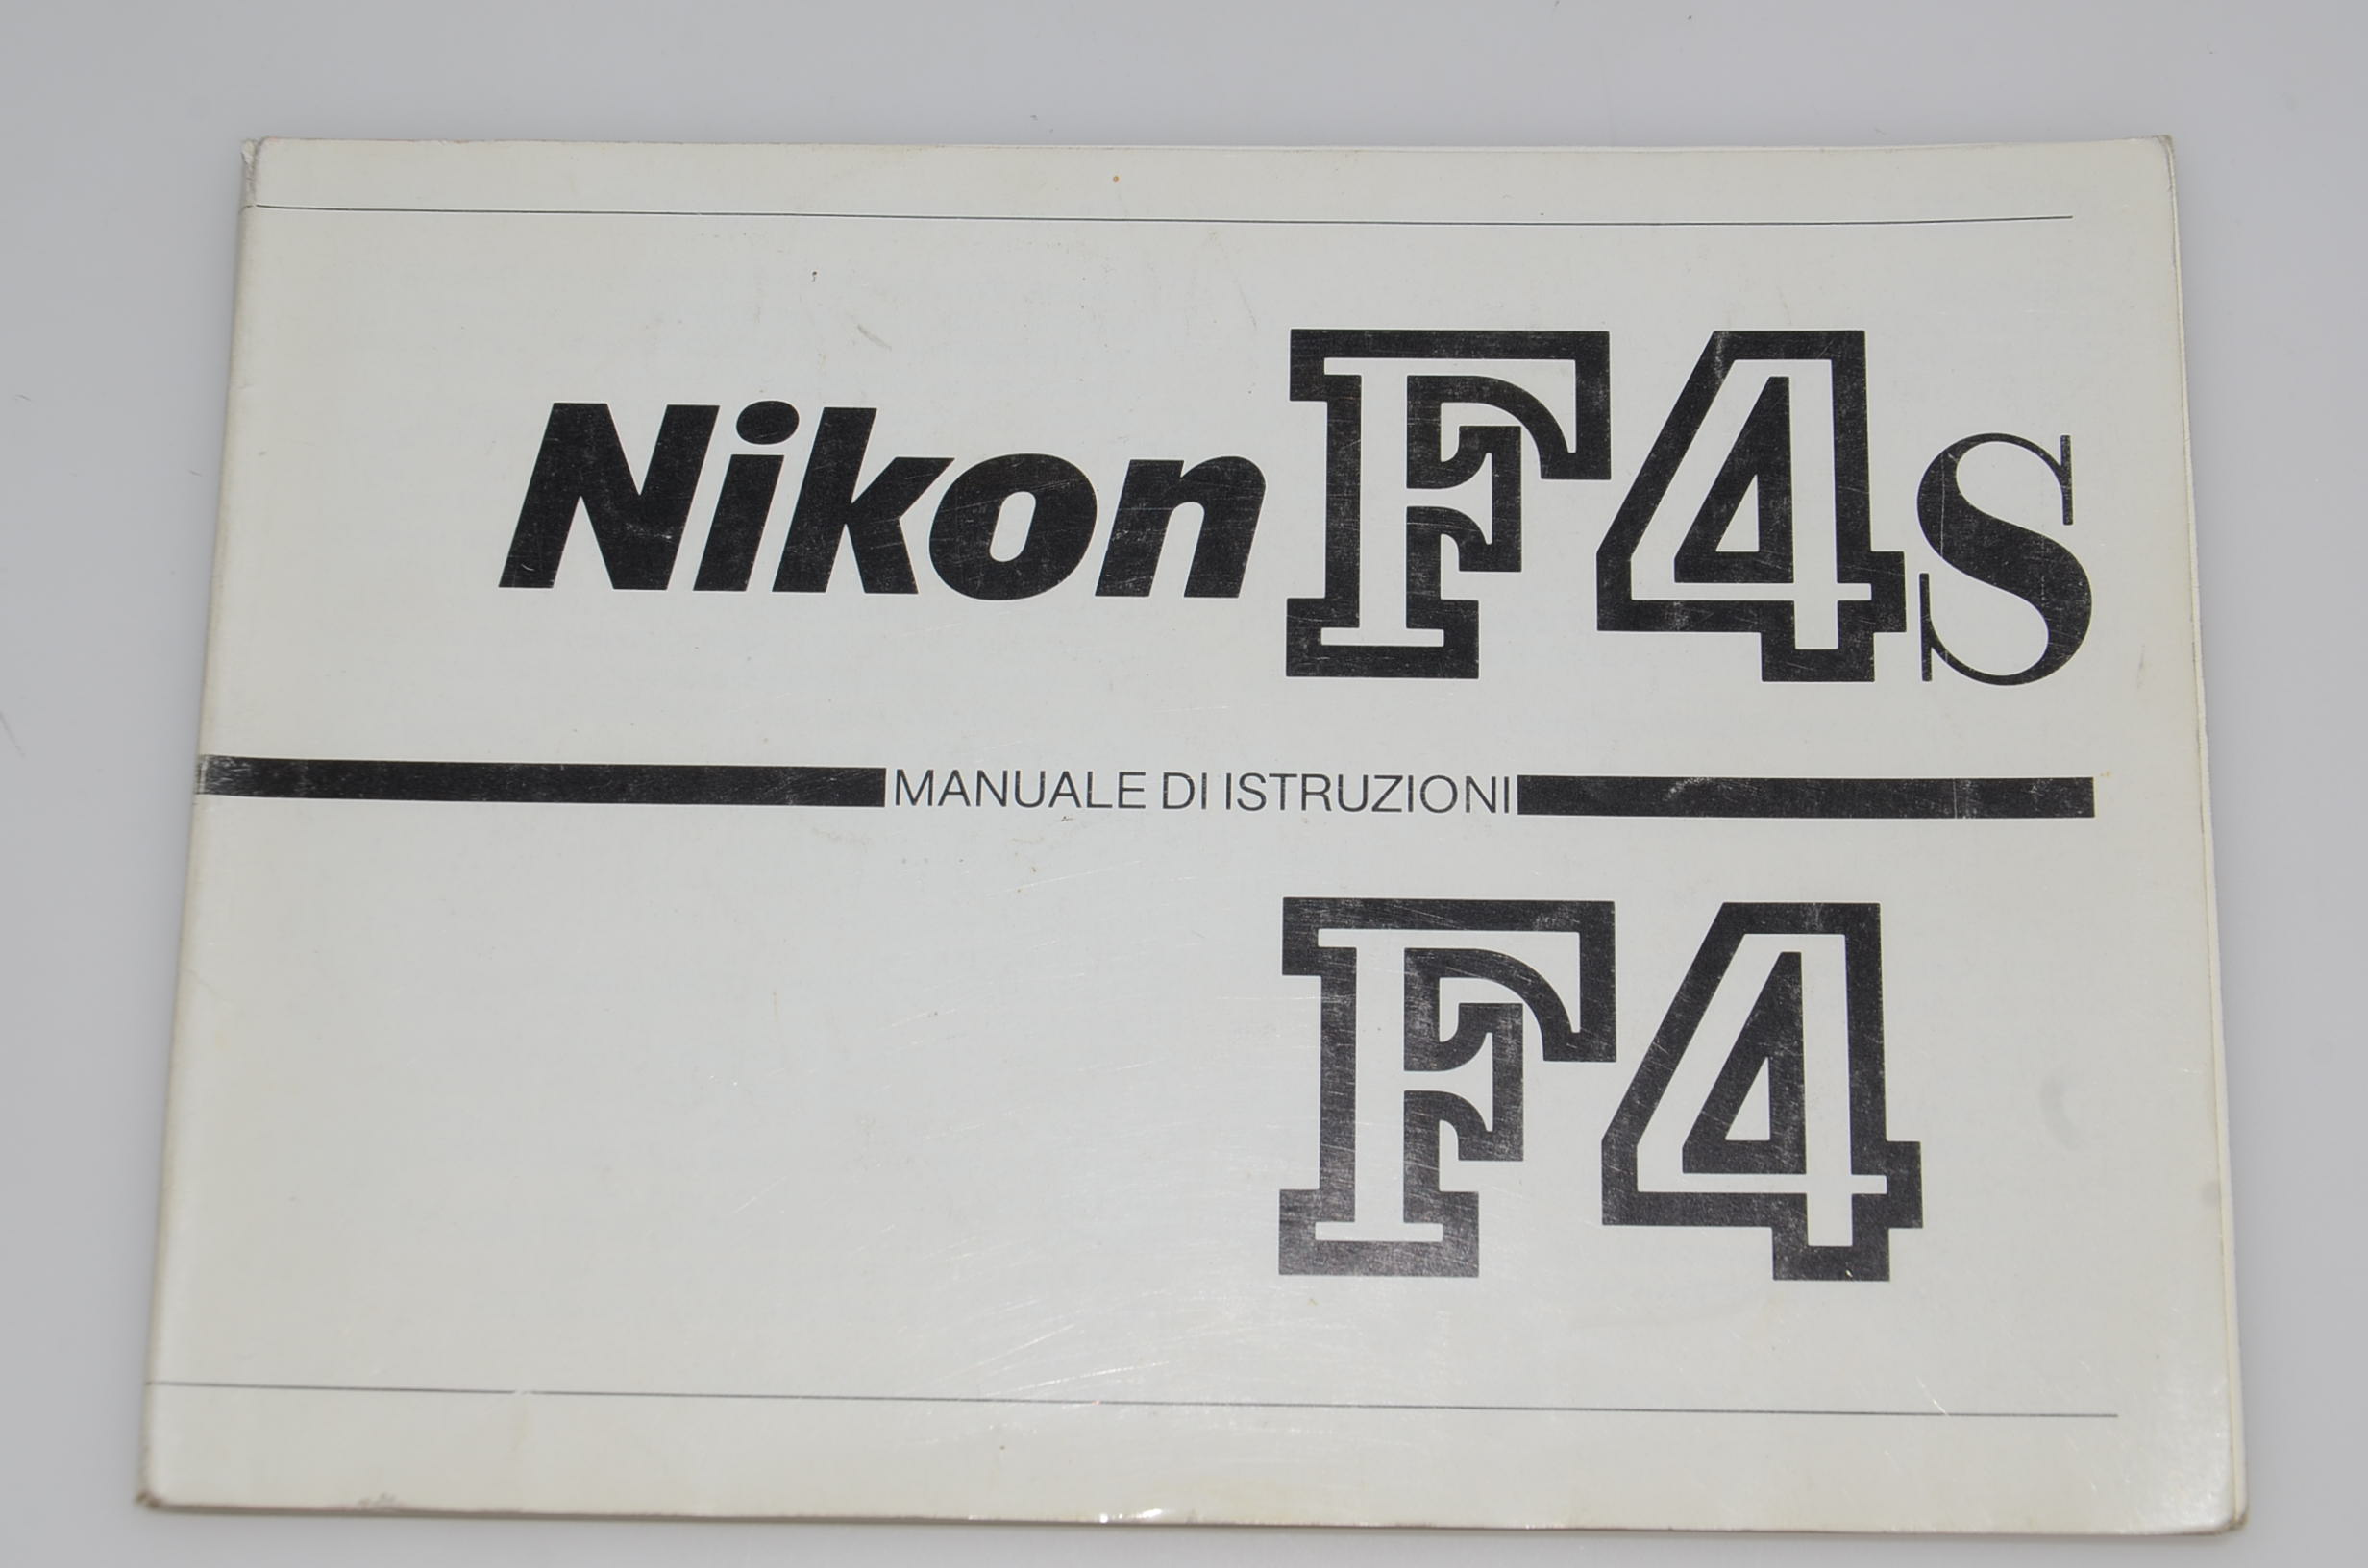 Nikon F4s
MANUALE DI ISTRUZIONI
F4